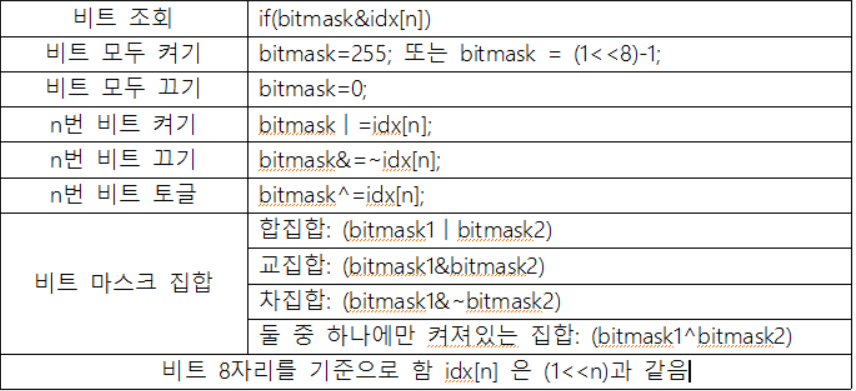 비트 조회 if(bitmask&idx[n])
비트 모두 켜기 bitmask=255; 또는 bitmask = (1<<8)-1;
비트 모두 끄기 bitmask=0;
n번 비트 켜기 bitmask|=idx[n];
n번 비트 끄기 bitmask&=~idx[n];
n번 비트 토글 bitmask^=idx[n];
비트 마스크 집합
합집합: (bitmask1|bitmask2)
교집합: (bitmask1&bitmask2)
차집합: (bitmask1&~bitmask2)
둘 중 하나에만 켜져있는 집합: (bitmask1^bitmask2)
비트 8자리를 기준으로 함 idx[n] 은 (1<<n)과 같음